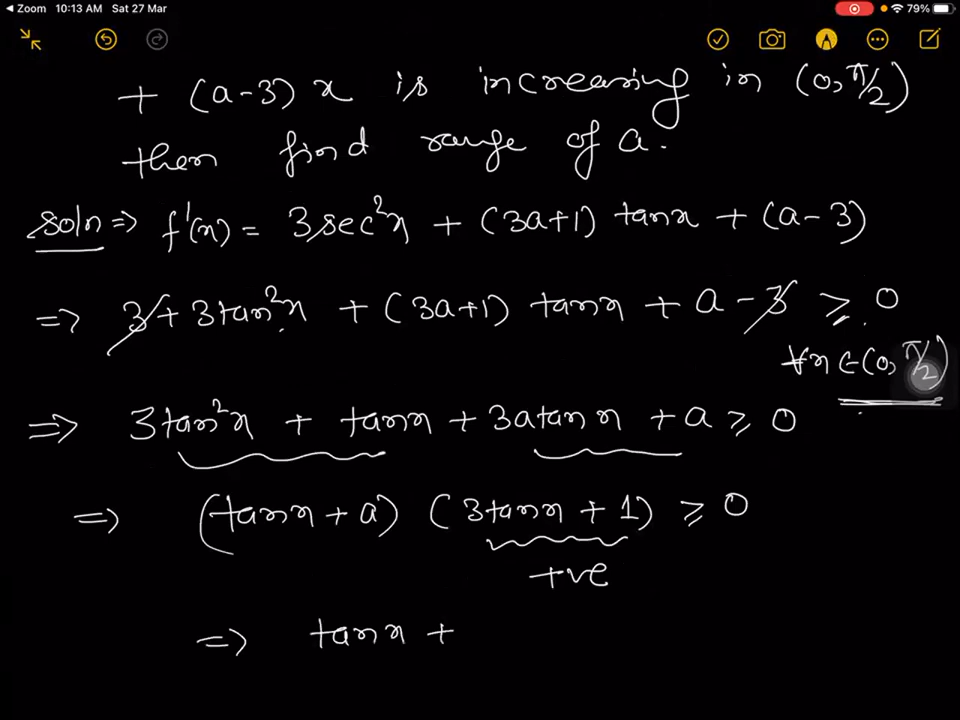 Zoom 10:13 AM Sat 27 Mar 79%
+ (a-3) x is increasing in (0, π/2)
then find range of a.
soln ⇒ f'(x) = 3sec²x + (3a+1) tanx + (a-3)
⇒ 3+3tan²x + (3a+1) tanx + a-3 ≥ 0
∀x∈(0, π/2)
⇒ 3tan²x + tanx + 3atanx + a ≥ 0
⇒ (tanx + a) (3tanx + 1) ≥ 0
+ve
⇒ tanx +